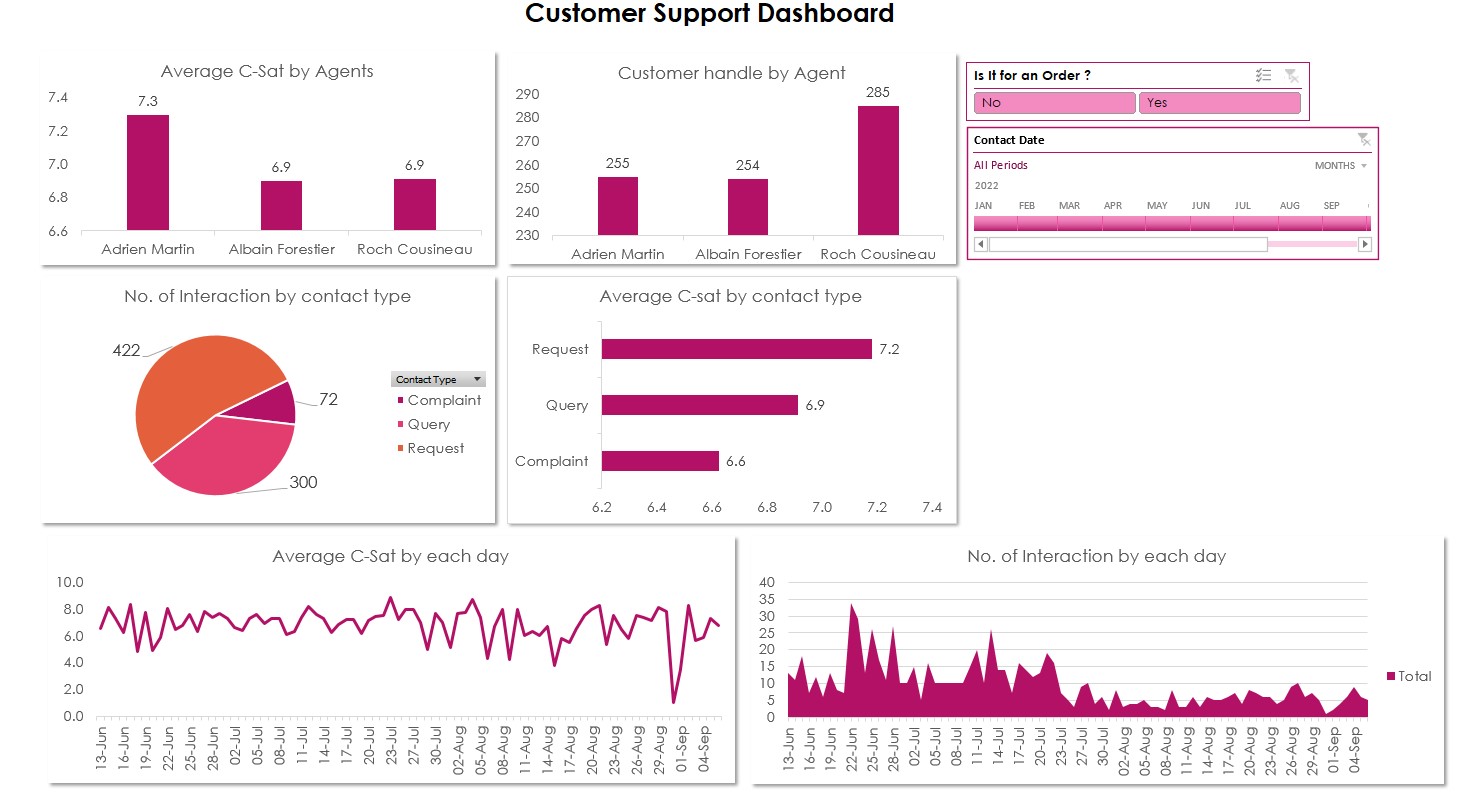 Customer Support Dashboard
Average C-Sat by Agents
7.4
7.2
7.0
6.8
6.6
7.3
6.9
6.9
Adrien Martin Albain Forestier Roch Cousineau
Customer handle by Agent
290
280
270
260
250
240
230
255
254
285
Adrien Martin Albain Forestier Roch Cousineau
Is It for an Order ?
No Yes
Contact Date
All Periods MONTHS
2022
JAN FEB MAR APR MAY JUN JUL AUG SEP
No. of Interaction by contact type
422
72
300
Contact Type
Complaint
Query
Request
Average C-sat by contact type
Request 7.2
Query 6.9
Complaint 6.6
6.2 6.4 6.6 6.8 7.0 7.2 7.4
Average C-Sat by each day
10.0
8.0
6.0
4.0
2.0
0.0
13-Jun 16-Jun 19-Jun 22-Jun 25-Jun 28-Jun 02-Jul 05-Jul 08-Jul 11-Jul 14-Jul 17-Jul 20-Jul 23-Jul 27-Jul 30-Jul 02-Aug 05-Aug 08-Aug 11-Aug 14-Aug 17-Aug 20-Aug 23-Aug 26-Aug 29-Aug 01-Sep 04-Sep
No. of Interaction by each day
40
35
30
25
20
15
10
5
0
13-Jun 16-Jun 19-Jun 22-Jun 25-Jun 28-Jun 02-Jul 05-Jul 08-Jul 11-Jul 14-Jul 17-Jul 20-Jul 23-Jul 27-Jul 30-Jul 02-Aug 05-Aug 08-Aug 11-Aug 14-Aug 17-Aug 20-Aug 23-Aug 26-Aug 29-Aug 01-Sep 04-Sep
Total